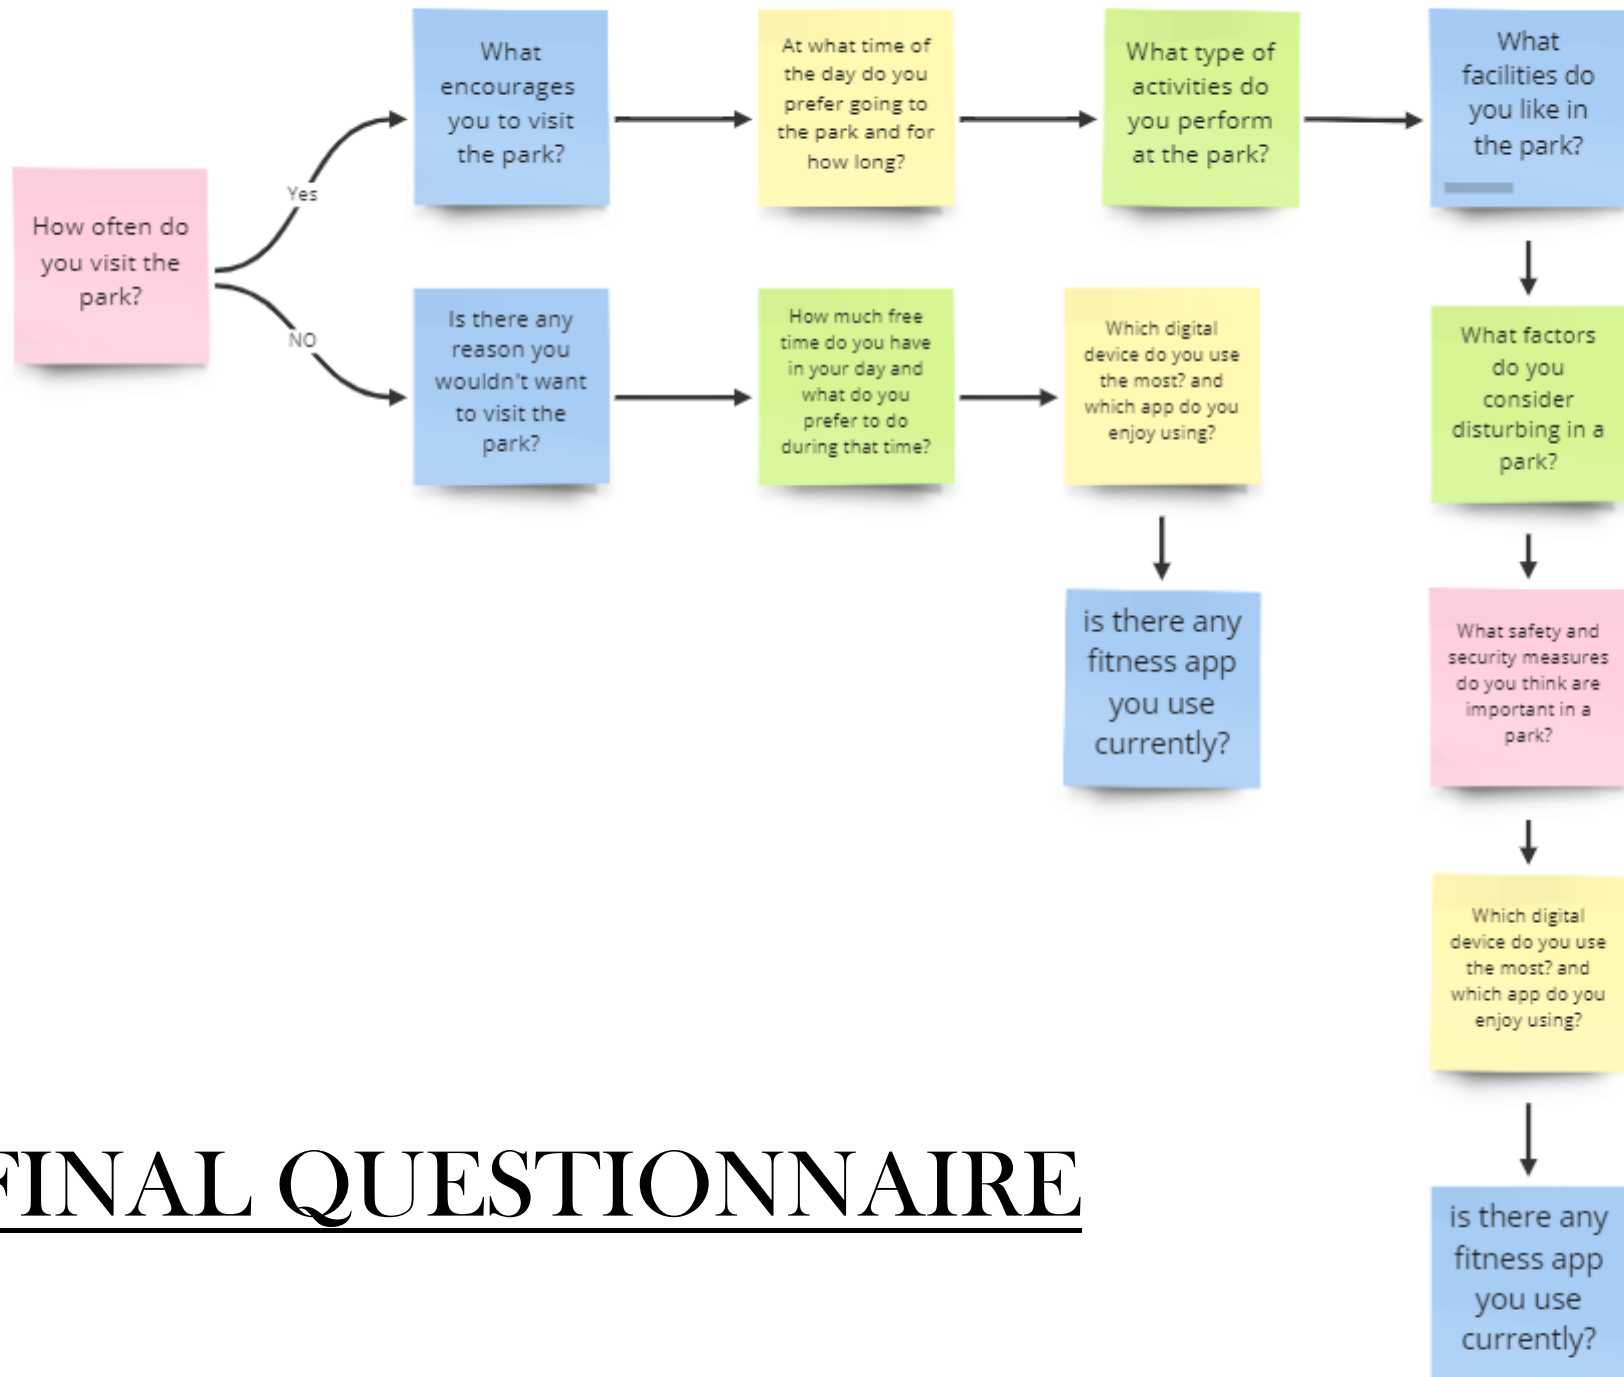 How often do
you visit the
park?
Yes
NO
What
encourages
you to visit
the park?
At what time of
the day do you
prefer going to
the park and for
how long?
What type of
activities do
you perform
at the park?
What
facilities do
you like in
the park?
Is there any
reason you
wouldn't want
to visit the
park?
How much free
time do you have
in your day and
what do you
prefer to do
during that time?
Which digital
device do you use
the most? and
which app do you
enjoy using?
is there any
fitness app
you use
currently?
What factors
do you
consider
disturbing in a
park?
What safety and
security measures
do you think are
important in a
park?
Which digital
device do you use
the most? and
which app do you
enjoy using?
is there any
fitness app
you use
currently?
FINAL QUESTIONNAIRE